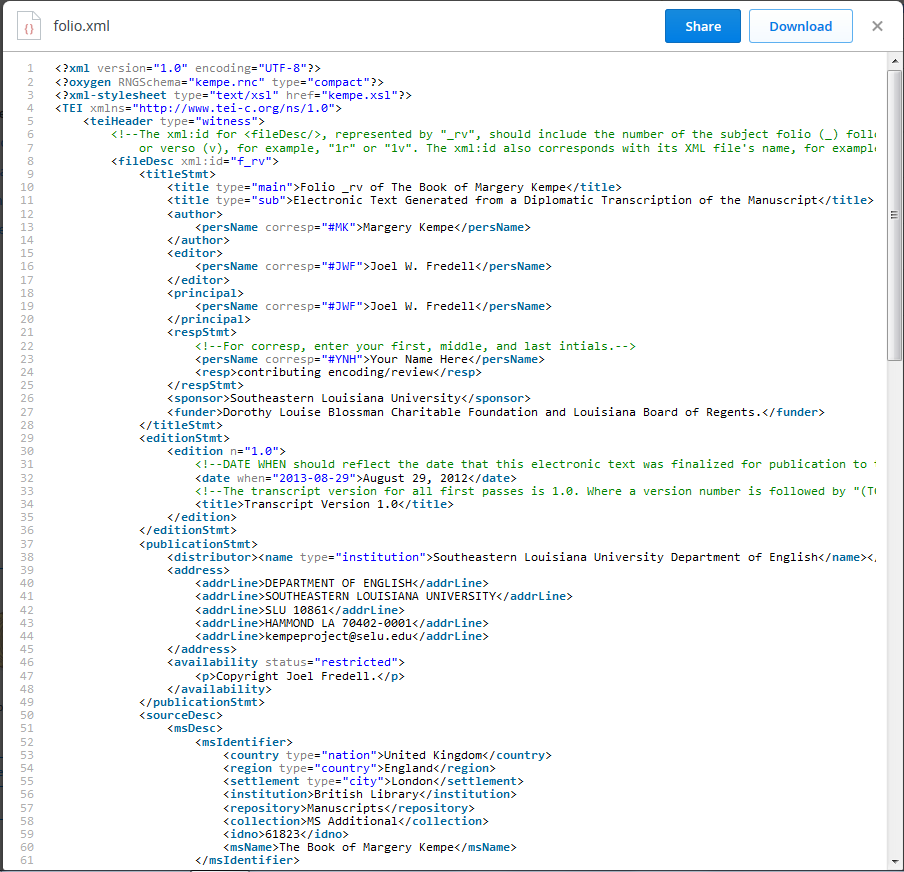 {} folio.xml Share Download ×
1 <?xml version="1.0" encoding="UTF-8"?>
2 <?oxygen RNGSchema="kempe.rnc" type="compact"?>
3 <?xml-stylesheet type="text/xsl" href="kempe.xsl"?>
4 <TEI xmlns="http://www.tei-c.org/ns/1.0">
5 <teiHeader type="witness">
6 <!--The xml:id for <fileDesc/>, represented by "_rv", should include the number of the subject folio (_)
7 or verso (v), for example, "1r" or "1v". The xml:id also corresponds with its XML file's name, for
8 <fileDesc xml:id="f_rv">
9 <titleStmt>
10 <title type="main">Folio _rv of The Book of Margery Kempe</title>
11 <title type="sub">Electronic Text Generated from a Diplomatic Transcription of the Manuscript</title>
12 <author>
13 <persName corresp="#MK">Margery Kempe</persName>
14 </author>
15 <editor>
16 <persName corresp="#JWF">Joel W. Fredell</persName>
17 </editor>
18 <principal>
19 <persName corresp="#JWF">Joel W. Fredell</persName>
20 </principal>
21 <respStmt>
22 <!--For corresp, enter your first, middle, and last intials.-->
23 <persName corresp="#YNH">Your Name Here</persName>
24 <resp>contributing encoding/review</resp>
25 </respStmt>
26 <sponsor>Southeastern Louisiana University</sponsor>
27 <funder>Dorothy Louise Blossman Charitable Foundation and Louisiana Board of Regents.</funder>
28 </titleStmt>
29 <editionStmt>
30 <edition n="1.0">
31 <!--DATE WHEN should reflect the date that this electronic text was finalized for publication to
32 <date when="2013-08-29">August 29, 2012</date>
33 <!--The transcript version for all first passes is 1.0. Where a version number is followed by
34 <title>Transcript Version 1.0</title>
35 </edition>
36 </editionStmt>
37 <publicationStmt>
38 <distributor><name type="institution">Southeastern Louisiana University Department of English</name><
39 <address>
40 <addrLine>DEPARTMENT OF ENGLISH</addrLine>
41 <addrLine>SOUTHEASTERN LOUISIANA UNIVERSITY</addrLine>
42 <addrLine>SLU 10861</addrLine>
43 <addrLine>HAMMOND LA 70402-0001</addrLine>
44 <addrLine>kempeproject@selu.edu</addrLine>
45 </address>
46 <availability status="restricted">
47 <p>Copyright Joel Fredell.</p>
48 </availability>
49 </publicationStmt>
50 <sourceDesc>
51 <msDesc>
52 <msIdentifier>
53 <country type="nation">United Kingdom</country>
54 <region type="country">England</region>
55 <settlement type="city">London</settlement>
56 <institution>British Library</institution>
57 <repository>Manuscripts</repository>
58 <collection>MS Additional</collection>
59 <idno>61823</idno>
60 <msName>The Book of Margery Kempe</msName>
61 </msIdentifier>